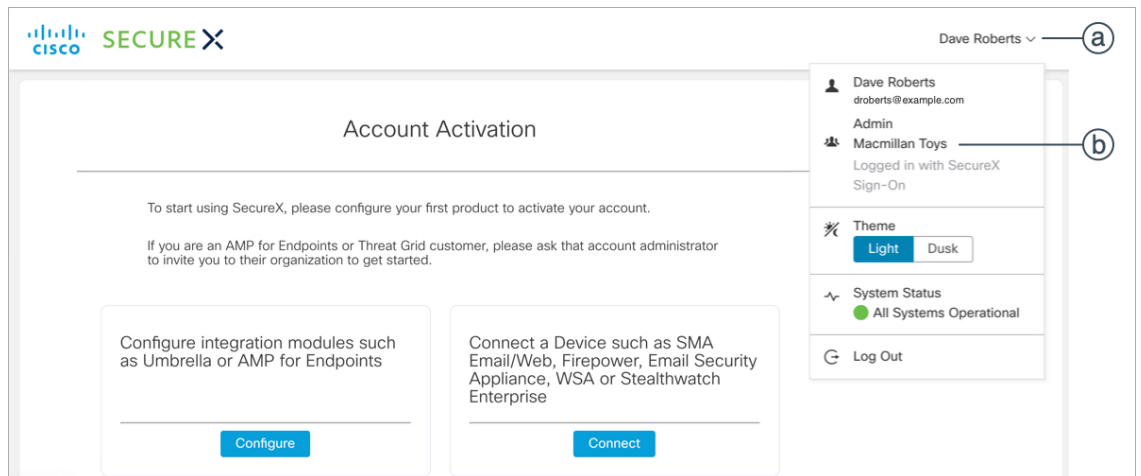 CISCO SECURE X
Dave Roberts
a
Dave Roberts
droberts@example.com
Admin
Macmillan Toys
b
Logged in with SecureX
Sign-On
Theme
Light Dusk
System Status
All Systems Operational
Log Out
Account Activation
To start using SecureX, please configure your first product to activate your account.
If you are an AMP for Endpoints or Threat Grid customer, please ask that account administrator
to invite you to their organization to get started.
Configure integration modules such
as Umbrella or AMP for Endpoints
Configure
Connect a Device such as SMA
Email/Web, Firepower, Email Security
Appliance, WSA or Stealthwatch
Enterprise
Connect